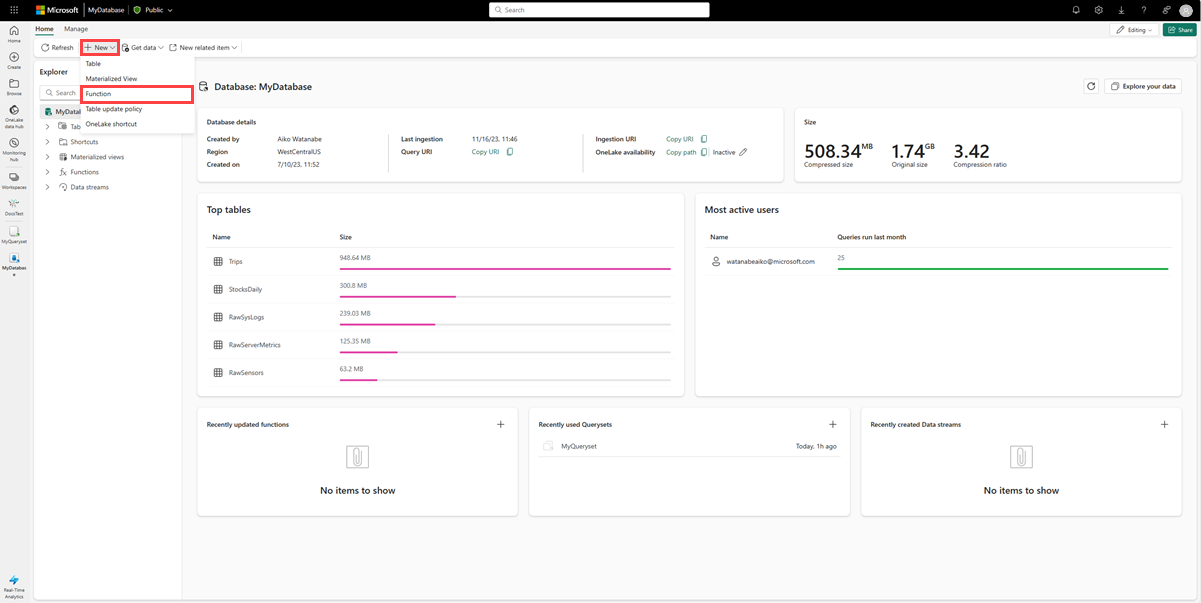 Microsoft MyDatabase Public Search
Home Manage Editing Share
Refresh New Get data New related item
Home
Create
Browse
OneLake
data hub
Monitoring
hub
Workspaces
DocsTest
MyQueryset
MyDatabas
e
Real-Time
Analytics
Table
Materialized View
Function
Table update policy
OneLake shortcut
Explorer
Search
MyDatab
Tab
Shortcuts
Materialized views
Functions
Data streams
Database: MyDatabase
Explore your data
Database details
Created by Aiko Watanabe
Region WestCentralUS
Created on 7/10/23, 11:52
Last ingestion 11/16/23, 11:46
Query URI Copy URI
Ingestion URI Copy URI
OneLake availability Copy path Inactive
Size
508.34 MB 1.74 GB 3.42
Compressed size Original size Compression ratio
Top tables
Name Size
Trips 948.64 MB
StocksDaily 300.8 MB
RawSysLogs 239.03 MB
RawServerMetrics 125.35 MB
RawSensors 63.2 MB
Most active users
Name Queries run last month
watanabeaiko@microsoft.com 25
Recently updated functions
No items to show
Recently used Querysets
MyQueryset Today, 1h ago
Recently created Data streams
No items to show